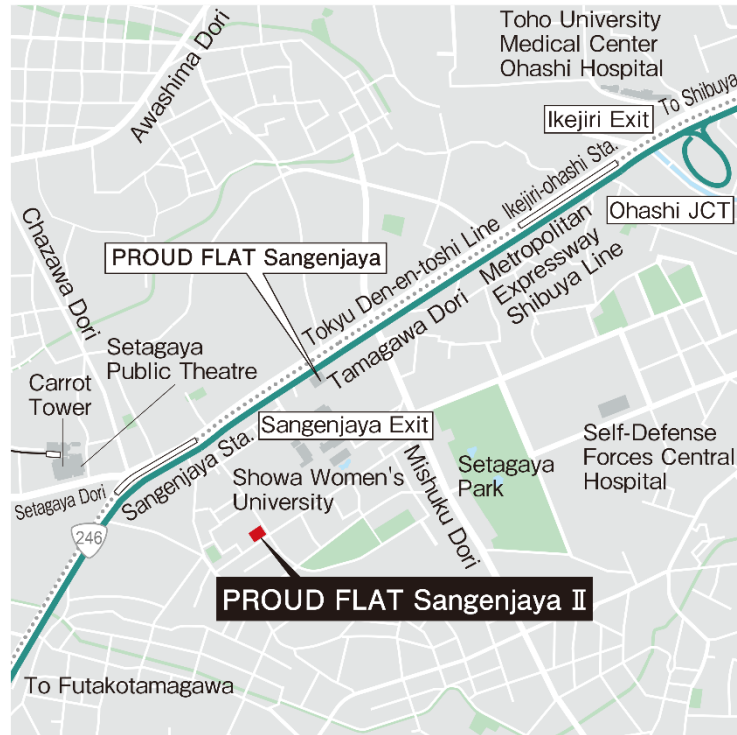 Toho University
Medical Center
Ohashi Hospital
Awashima Dori
To Shibuya
Ikejiri Exit
Ikejiri-ohashi Sta.
Ohashi JCT
Chazawa Dori
PROUD FLAT Sangenjaya
Tokyu Den-en-toshi Line
Metropolitan
Expressway
Shibuya Line
Tamagawa Dori
Setagaya
Public Theatre
Carrot
Tower
Sangenjaya Exit
Sangenjaya Sta.
Setagaya Dori
Showa Women's
University
Mishuku Dori
Setagaya
Park
Self-Defense
Forces Central
Hospital
246
PROUD FLAT Sangenjaya Ⅱ
To Futakotamagawa